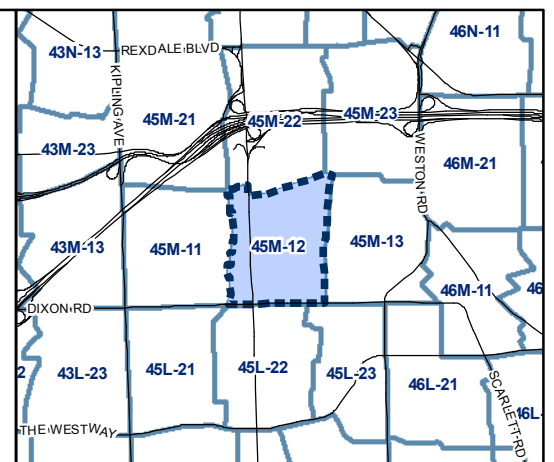 46N-11
43N-13
REXDALE BLVD
KIPLING AVE
45M-21
45M-22
45M-23
43M-23
WESTON RD
46M-21
43M-13
45M-11
45M-12
45M-13
46M-11
46
DIXON RD
2
43L-23
45L-21
45L-22
45L-23
46L-21
SCARLETT RD
46L-
THE WESTWAY